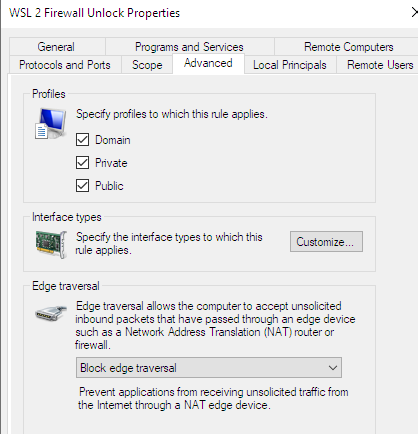 WSL 2 Firewall Unlock Properties
General
Programs and Services
Remote Computers
Protocols and Ports
Scope
Advanced
Local Principals
Remote Users
Profiles
Specify profiles to which this rule applies.
Domain
Private
Public
Interface types
Specify the interface types to which this
rule applies.
Customize...
Edge traversal
Edge traversal allows the computer to accept unsolicited
inbound packets that have passed through an edge device
such as a Network Address Translation (NAT) router or
firewall.
Block edge traversal
Prevent applications from receiving unsolicited traffic from
the Internet through a NAT edge device.